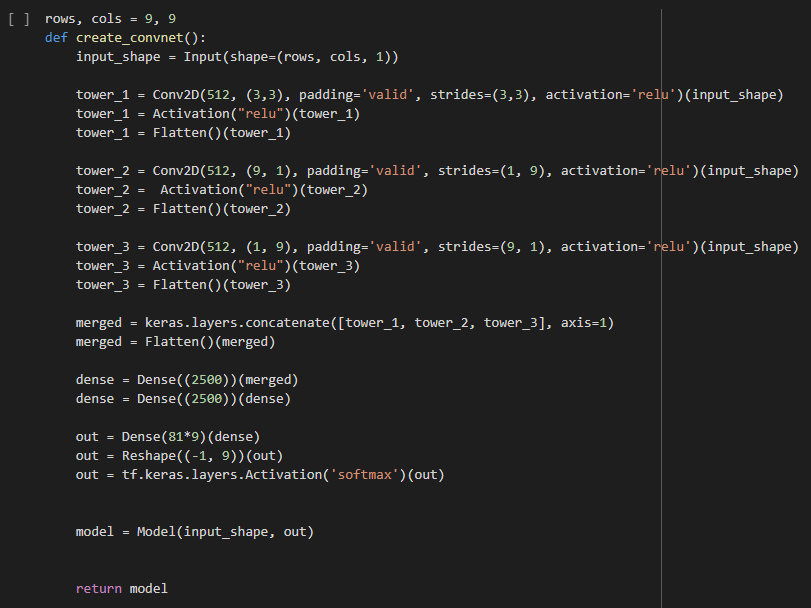 [ ] rows, cols = 9, 9
def create_convnet():
    input_shape = Input(shape=(rows, cols, 1))

    tower_1 = Conv2D(512, (3,3), padding='valid', strides=(3,3), activation='relu')(input_shape)
    tower_1 = Activation("relu")(tower_1)
    tower_1 = Flatten()(tower_1)

    tower_2 = Conv2D(512, (9, 1), padding='valid', strides=(1, 9), activation='relu')(input_shape)
    tower_2 =  Activation("relu")(tower_2)
    tower_2 = Flatten()(tower_2)

    tower_3 = Conv2D(512, (1, 9), padding='valid', strides=(9, 1), activation='relu')(input_shape)
    tower_3 = Activation("relu")(tower_3)
    tower_3 = Flatten()(tower_3)

    merged = keras.layers.concatenate([tower_1, tower_2, tower_3], axis=1)
    merged = Flatten()(merged)

    dense = Dense((2500))(merged)
    dense = Dense((2500))(dense)

    out = Dense(81*9)(dense)
    out = Reshape((-1, 9))(out)
    out = tf.keras.layers.Activation('softmax')(out)

    model = Model(input_shape, out)

    return model